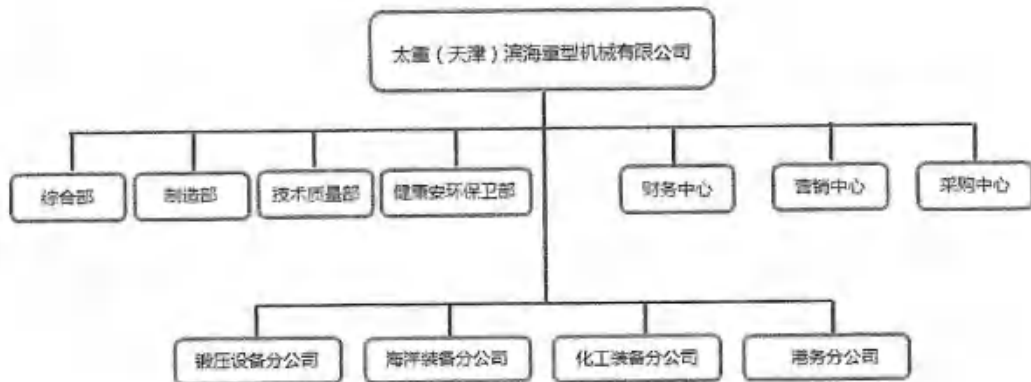 太重（天津）滨海重型机械有限公司
综合部
制造部
技术质量部
健康安环保卫部
财务中心
营销中心
采购中心
锻压设备分公司
海洋装备分公司
化工装备分公司
港务分公司